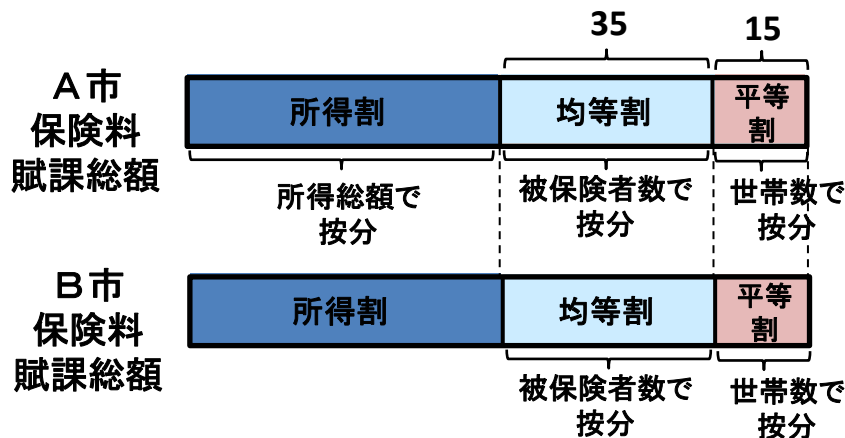 35
15
A市
保険料
賦課総額
所得割
均等割
平等
割
所得総額で
按分
被保険者数で
按分
世帯数で
按分
B市
保険料
賦課総額
所得割
均等割
平等
割
被保険者数で
按分
世帯数で
按分